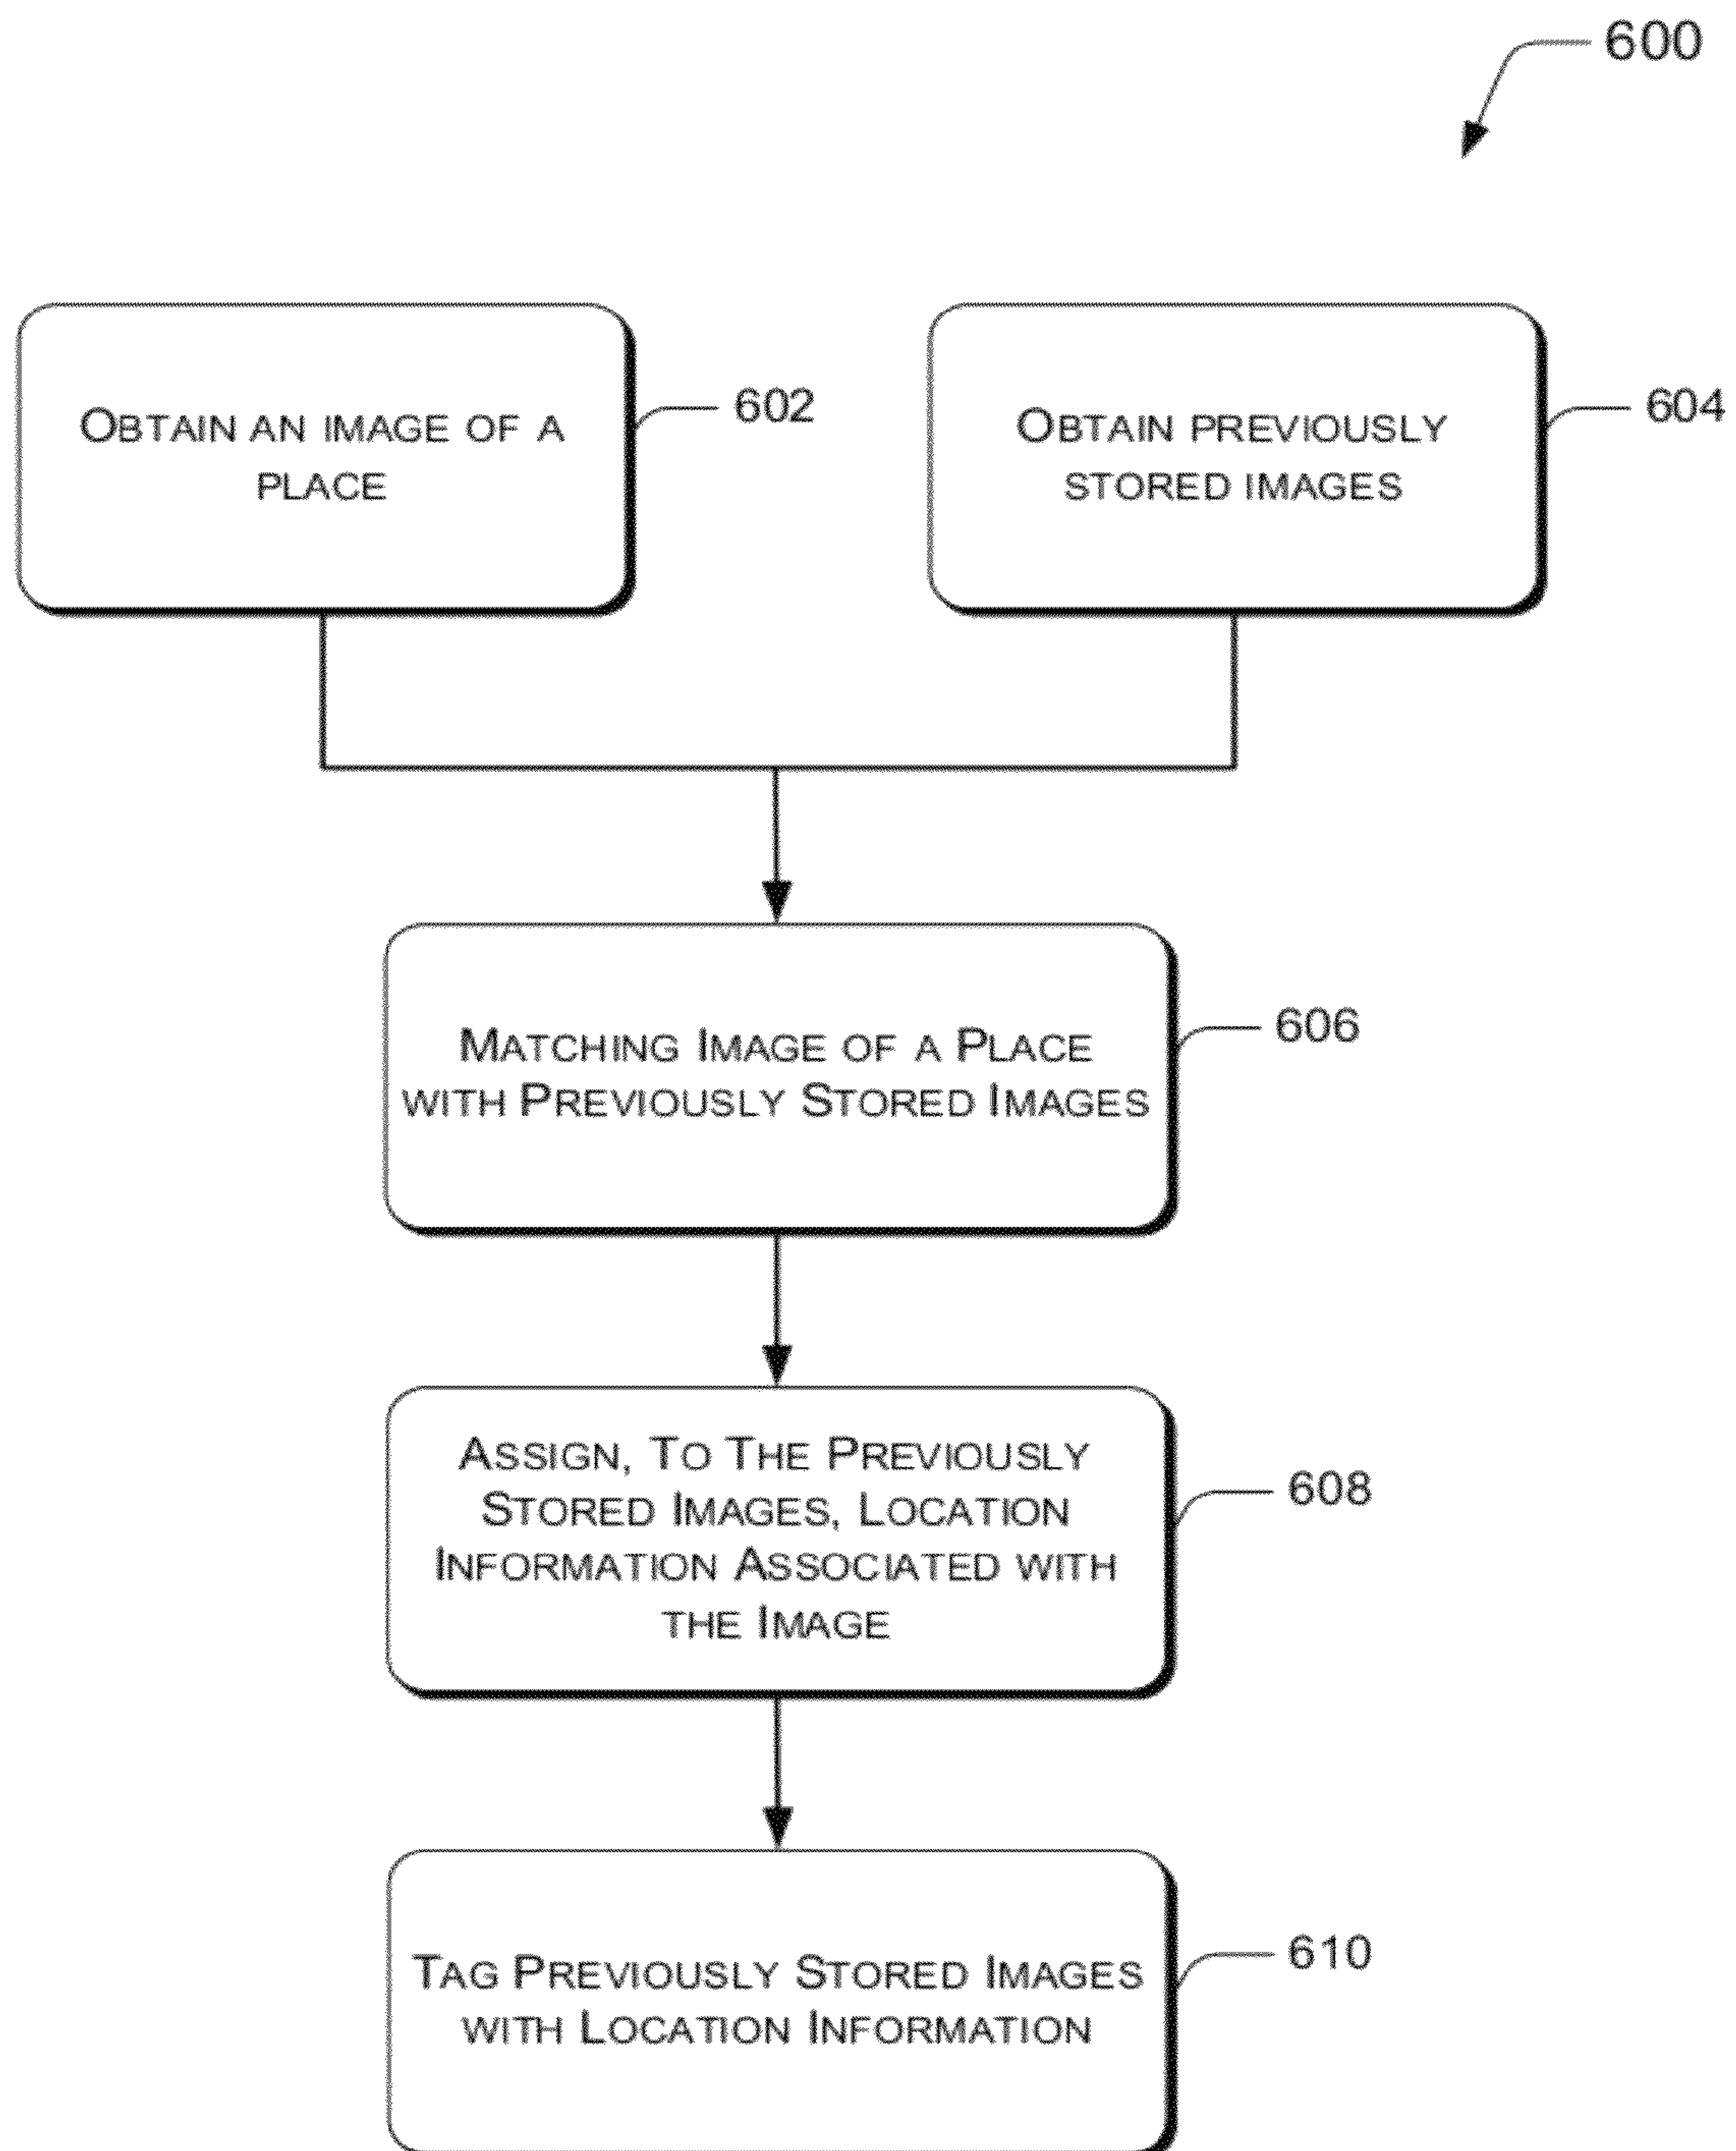 600
OBTAIN AN IMAGE OF A
PLACE
602
OBTAIN PREVIOUSLY
STORED IMAGES
604
MATCHING IMAGE OF A PLACE
WITH PREVIOUSLY STORED IMAGES
606
ASSIGN, TO THE PREVIOUSLY
STORED IMAGES, LOCATION
INFORMATION ASSOCIATED WITH
THE IMAGE
608
TAG PREVIOUSLY STORED IMAGES
WITH LOCATION INFORMATION
610